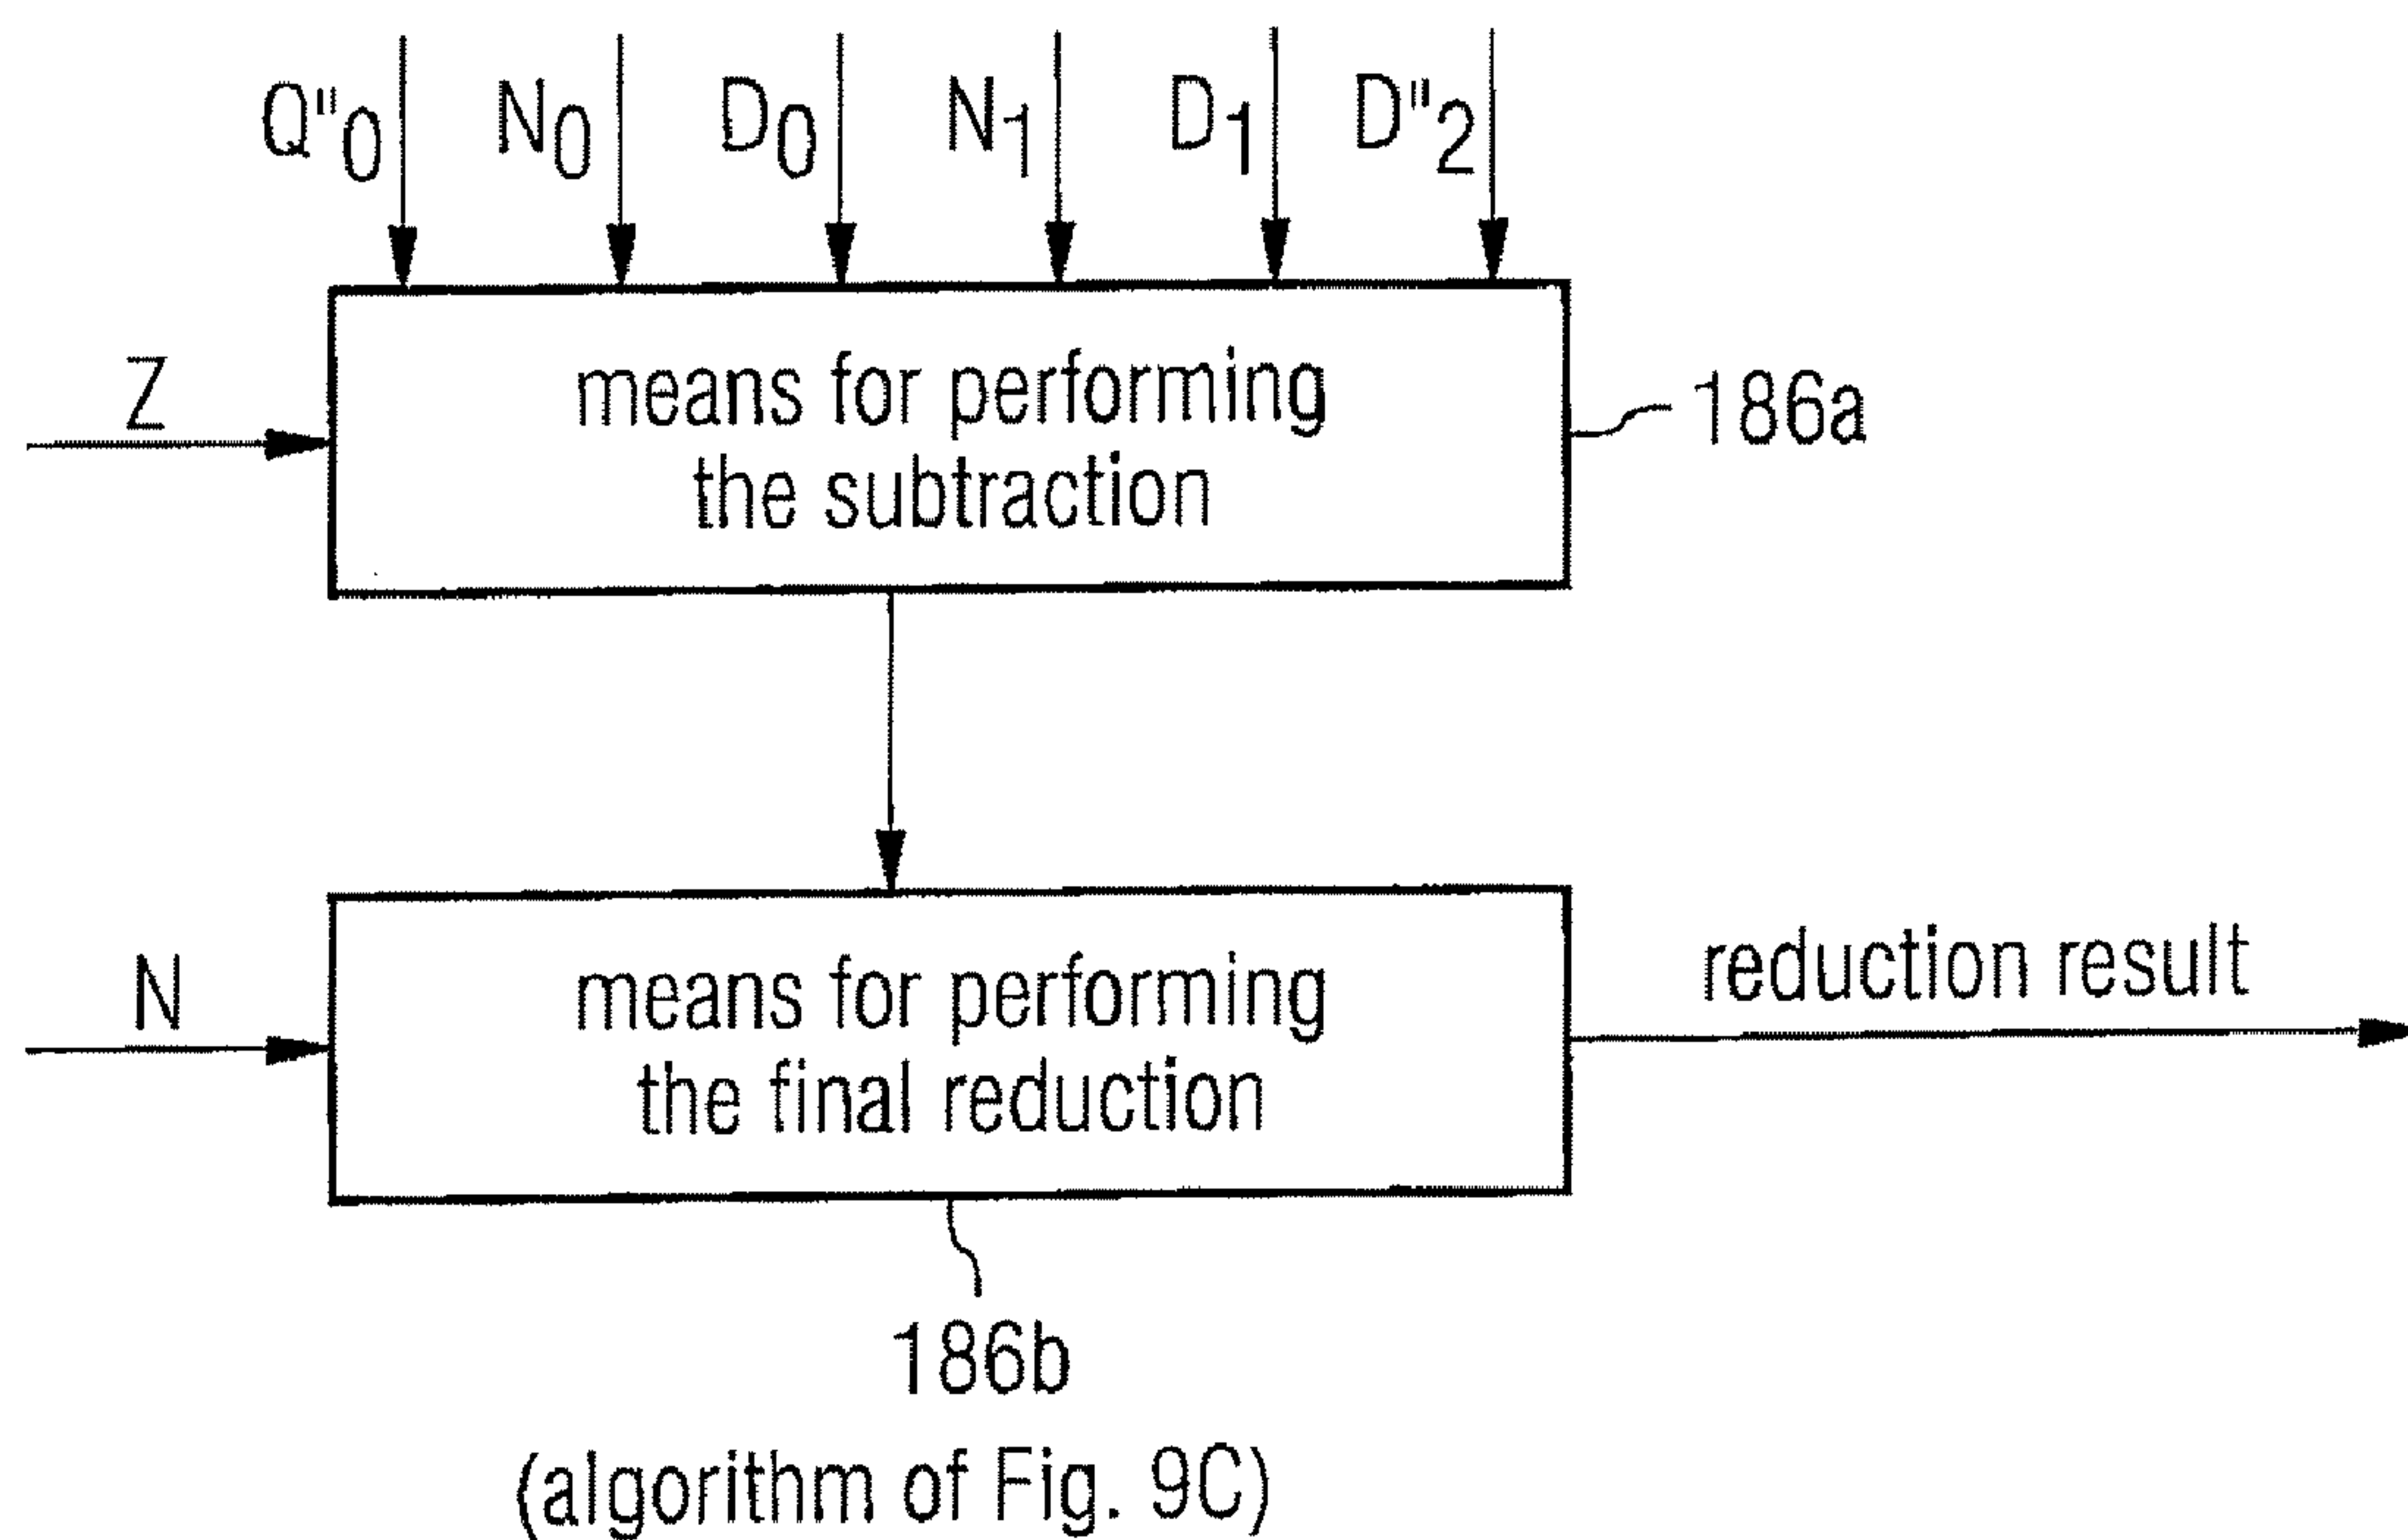 Q"0 N0 D0 N1 D1 D"2
Z
means for performing
the subtraction
186a
N
means for performing
the final reduction
reduction result
186b
(algorithm of Fig. 9C)